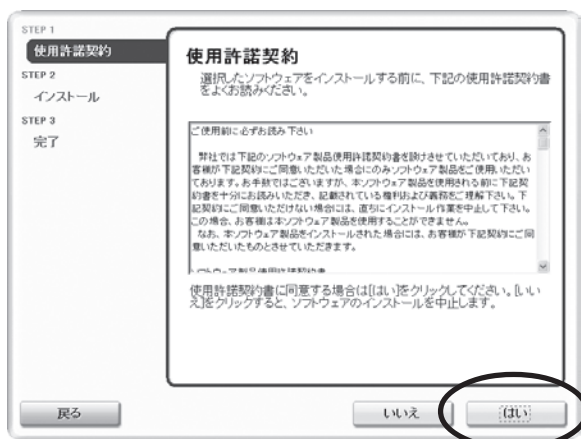 STEP 1
使用許諾契約
STEP 2
インストール
STEP 3
完了
使用許諾契約
選択したソフトウェアをインストールする前に、下記の使用許諾契約書
をよくお読みください。
ご使用前に必ずお読み下さい
弊社では下記のソフトウェア製品使用許諾契約書を設けさせていただいており、お
客様が下記契約にご同意いただいた場合にのみソフトウェア製品をご使用いただい
ております。お手数ではございますが、本ソフトウェア製品を使用される前に下記契
約書を十分にお読みいただき、記載されている権利および義務をご理解下さい。下
記契約にご同意いただけない場合には、直ちにインストール作業を中止して下さい。
この場合、お客様は本ソフトウェア製品を使用することができません。
なお、本ソフトウェア製品をインストールされた場合には、お客様が下記契約にご同
意いただいたものとさせていただきます。
ソフトウェア製品使用許諾契約書
使用許諾契約書に同意する場合は[はい]をクリックしてください。[いい
え]をクリックすると、ソフトウェアのインストールを中止します。
戻る
いいえ
はい